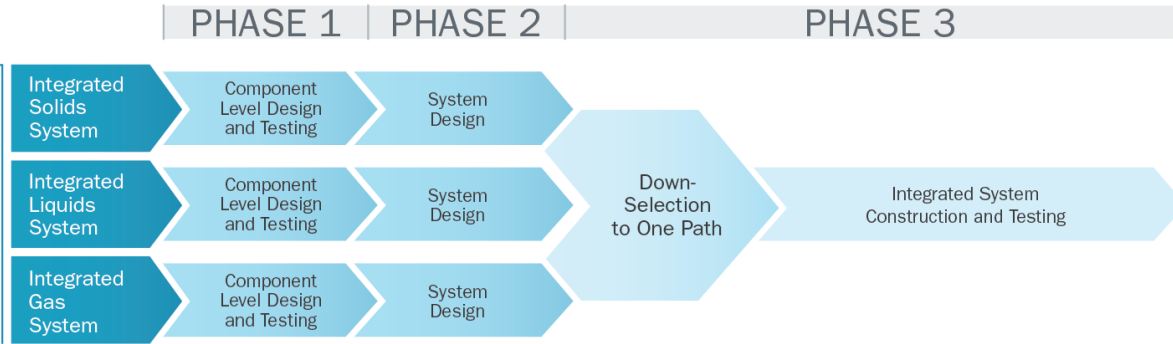 PHASE 1
PHASE 2
PHASE 3
Integrated
Solids
System
Component
Level Design
and Testing
System
Design
Integrated
Liquids
System
Component
Level Design
and Testing
System
Design
Integrated
Gas
System
Component
Level Design
and Testing
System
Design
Down-
Selection
to One Path
Integrated System
Construction and Testing